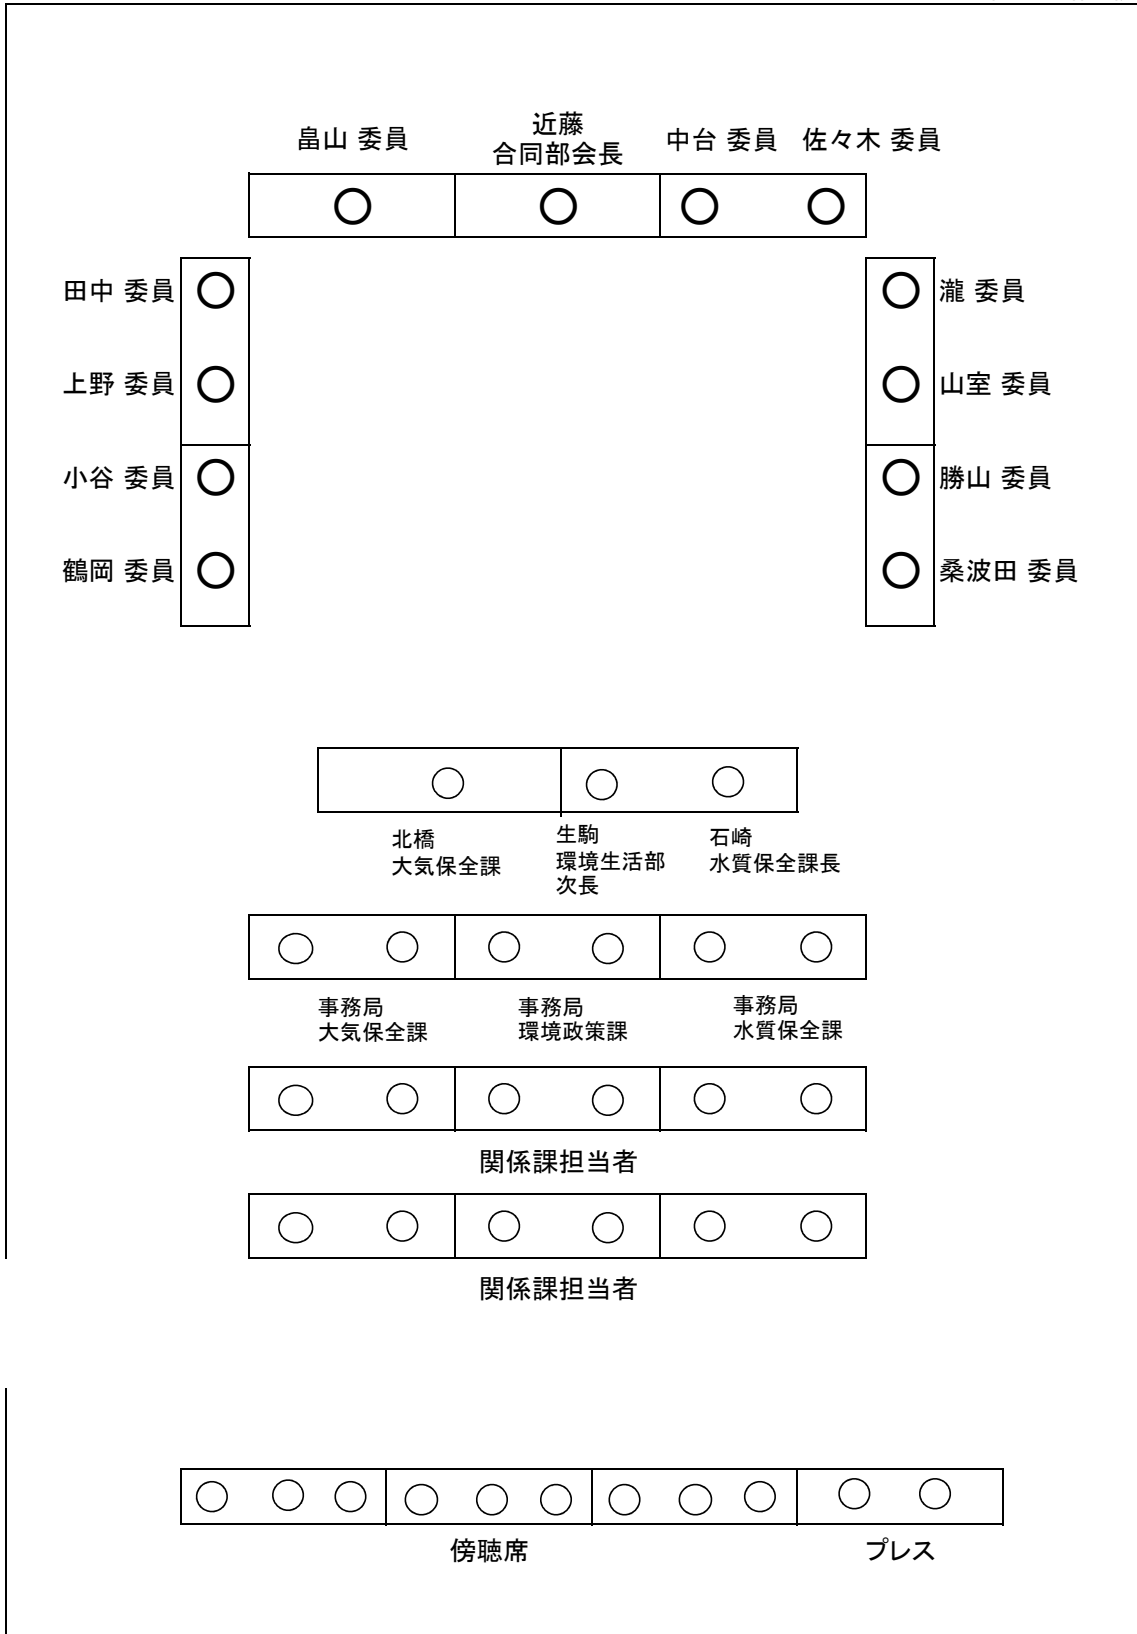 畠山 委員
近藤
合同部会長
中台 委員
佐々木 委員
田中 委員
瀧 委員
上野 委員
山室 委員
小谷 委員
勝山 委員
鶴岡 委員
桑波田 委員
北橋
大気保全課
生駒
環境生活部
次長
石崎
水質保全課長
事務局
大気保全課
事務局
環境政策課
事務局
水質保全課
関係課担当者
関係課担当者
傍聴席
プレス